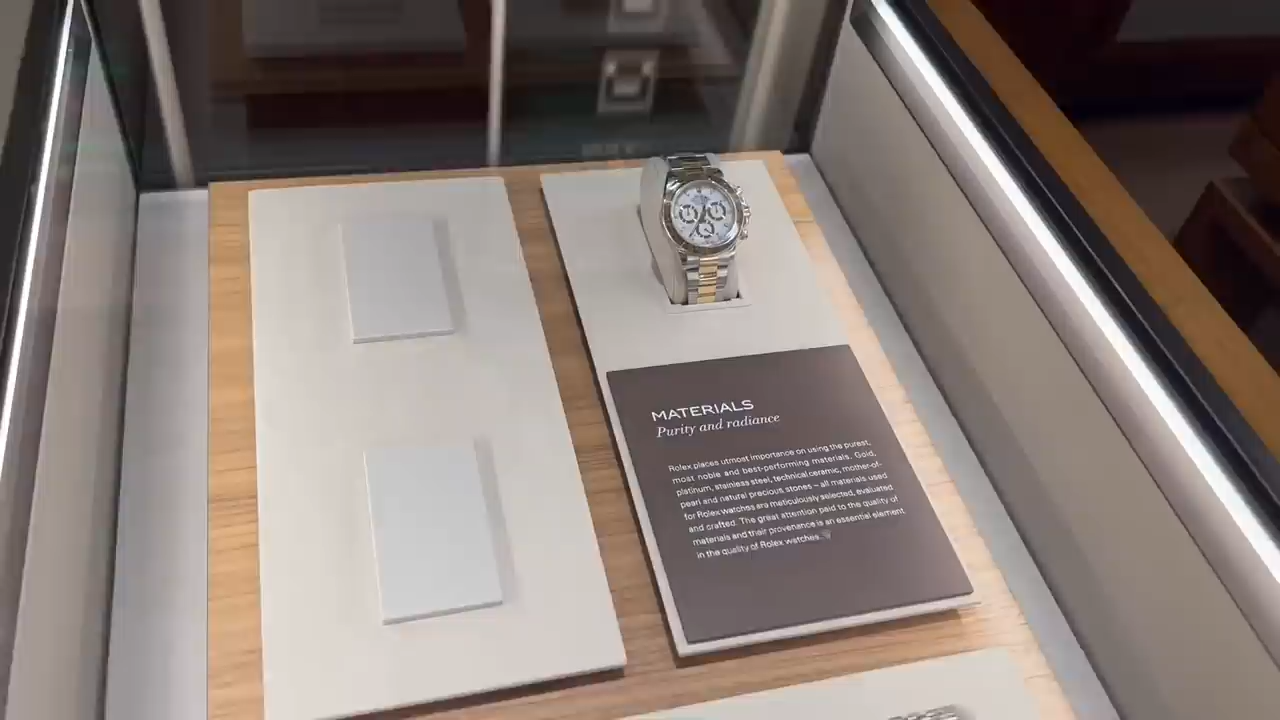 MATERIALS
Purity and radiance
Rolex places utmost importance on using the purest,
most noble and best-performing materials. Gold,
platinum, stainless steel, technical ceramic, mother-of-
pearl and natural precious stones – all materials used
for Rolex watches are meticulously selected, evaluated
and crafted. The great attention paid to the quality of
materials and their provenance is an essential element
in the quality of Rolex watches.